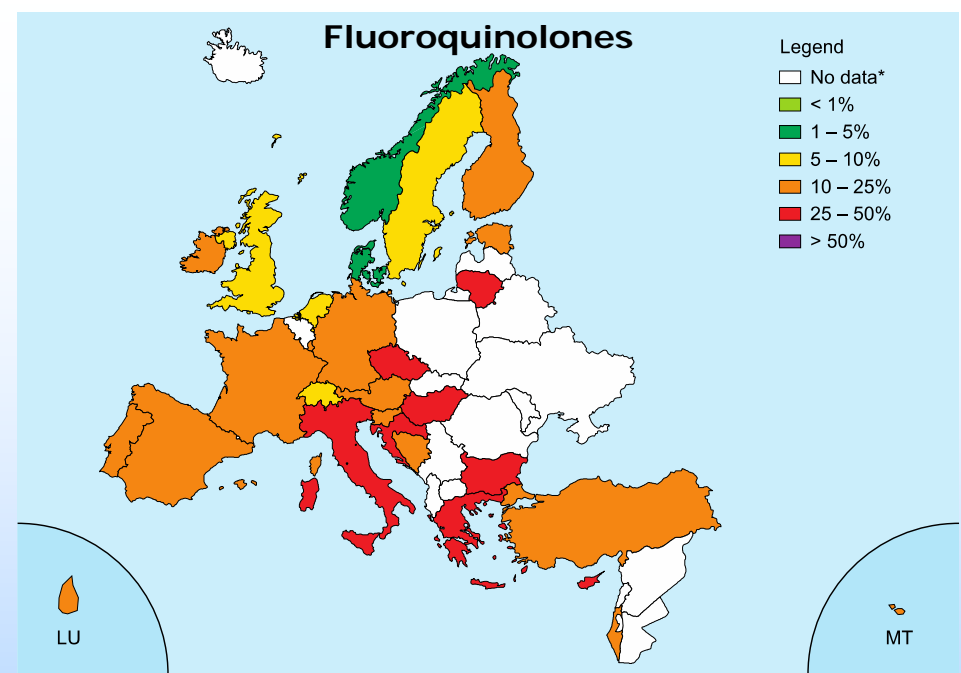 Fluoroquinolones
Legend
No data*
< 1%
1 – 5%
5 – 10%
10 – 25%
25 – 50%
> 50%
LU
MT